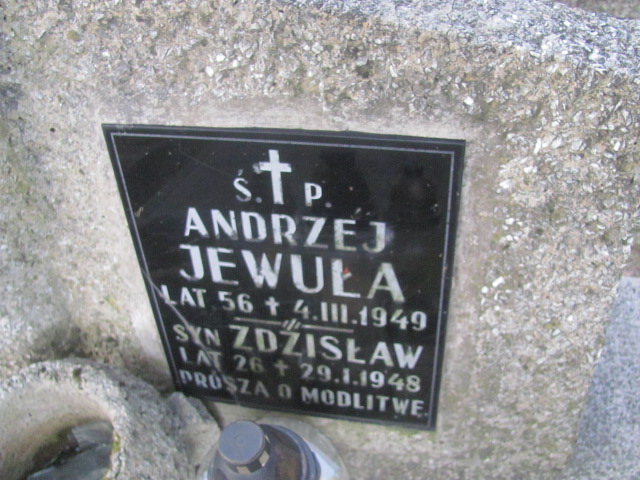 Ś. P.
ANDRZEJ
JEWUŁA
LAT 56 † 4.III.1949
SYN ZDZISŁAW
LAT 26 † 29.I.1948
PROSZĄ O MODLITWĘ